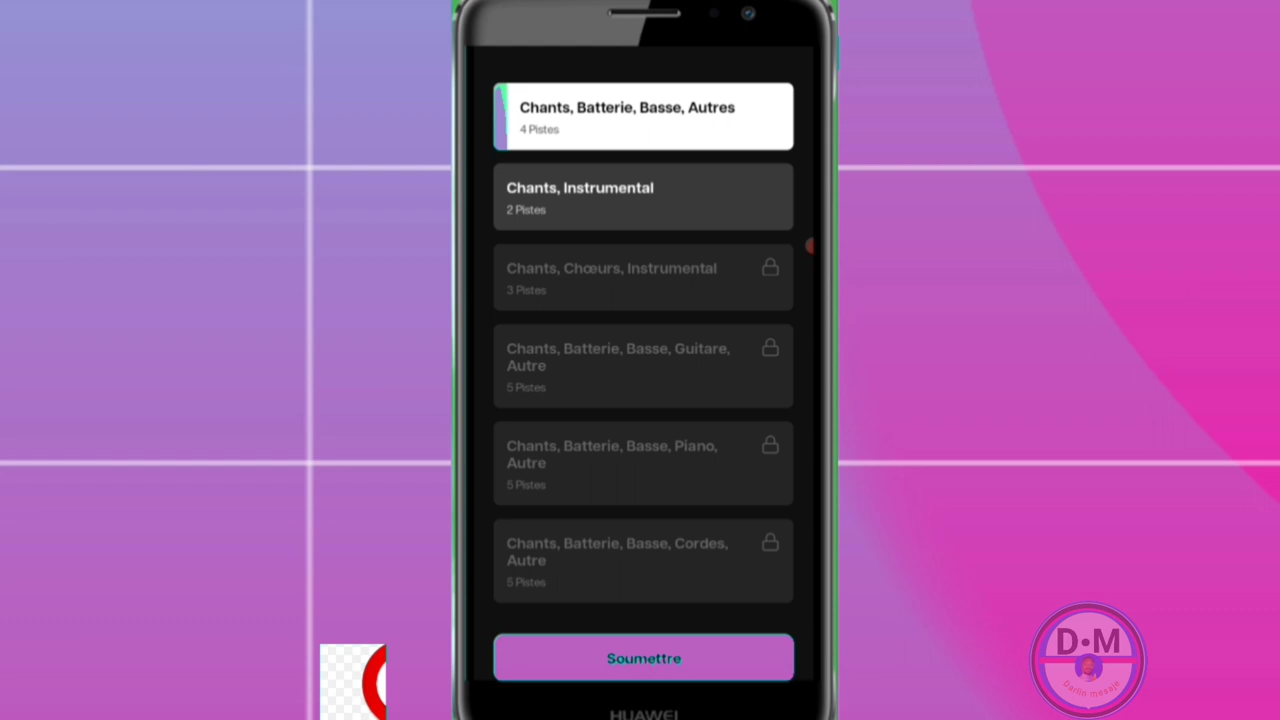 Chants, Batterie, Basse, Autres
4 Pistes
Chants, Instrumental
2 Pistes
Chants, Chœurs, Instrumental
3 Pistes
Chants, Batterie, Basse, Guitare,
Autre
5 Pistes
Chants, Batterie, Basse, Piano,
Autre
5 Pistes
Chants, Batterie, Basse, Cordes,
Autre
5 Pistes
Soumettre
HUAWEI
D•M
Darlin